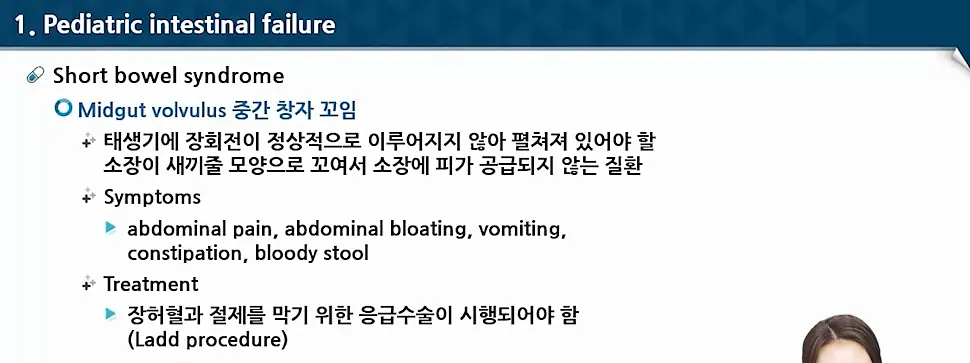 1. Pediatric intestinal failure
Short bowel syndrome
Midgut volvulus 중간 창자 꼬임
태생기에 장회전이 정상적으로 이루어지지 않아 펼쳐져 있어야 할
소장이 새끼줄 모양으로 꼬여서 소장에 피가 공급되지 않는 질환
Symptoms
abdominal pain, abdominal bloating, vomiting,
constipation, bloody stool
Treatment
장허혈과 절제를 막기 위한 응급수술이 시행되어야 함
(Ladd procedure)